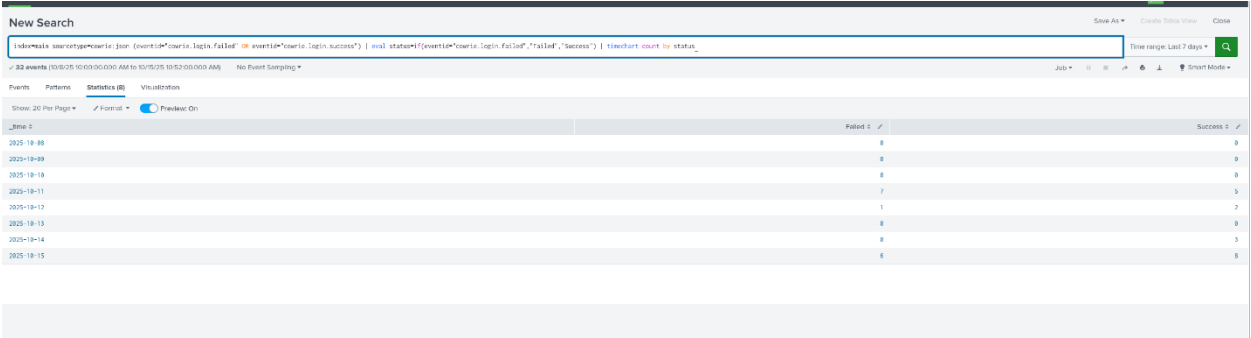 New Search
Save As Create Table View Close
index=main sourcetype=cowrie:json (eventid="cowrie.login.failed" OR eventid="cowrie.login.success") | eval status=if(eventid="cowrie.login.failed","Failed","Success") | timechart count by status
Time range: Last 7 days
32 events (10/8/25 10:00:00.000 AM to 10/15/25 10:52:00.000 AM) No Event Sampling
Job Smart Mode
Events Patterns Statistics (8) Visualization
Show: 20 Per Page Format Preview: On
_time Failed Success
2025-10-08 0 0
2025-10-09 0 0
2025-10-10 0 0
2025-10-11 7 5
2025-10-12 1 2
2025-10-13 0 0
2025-10-14 0 3
2025-10-15 6 8